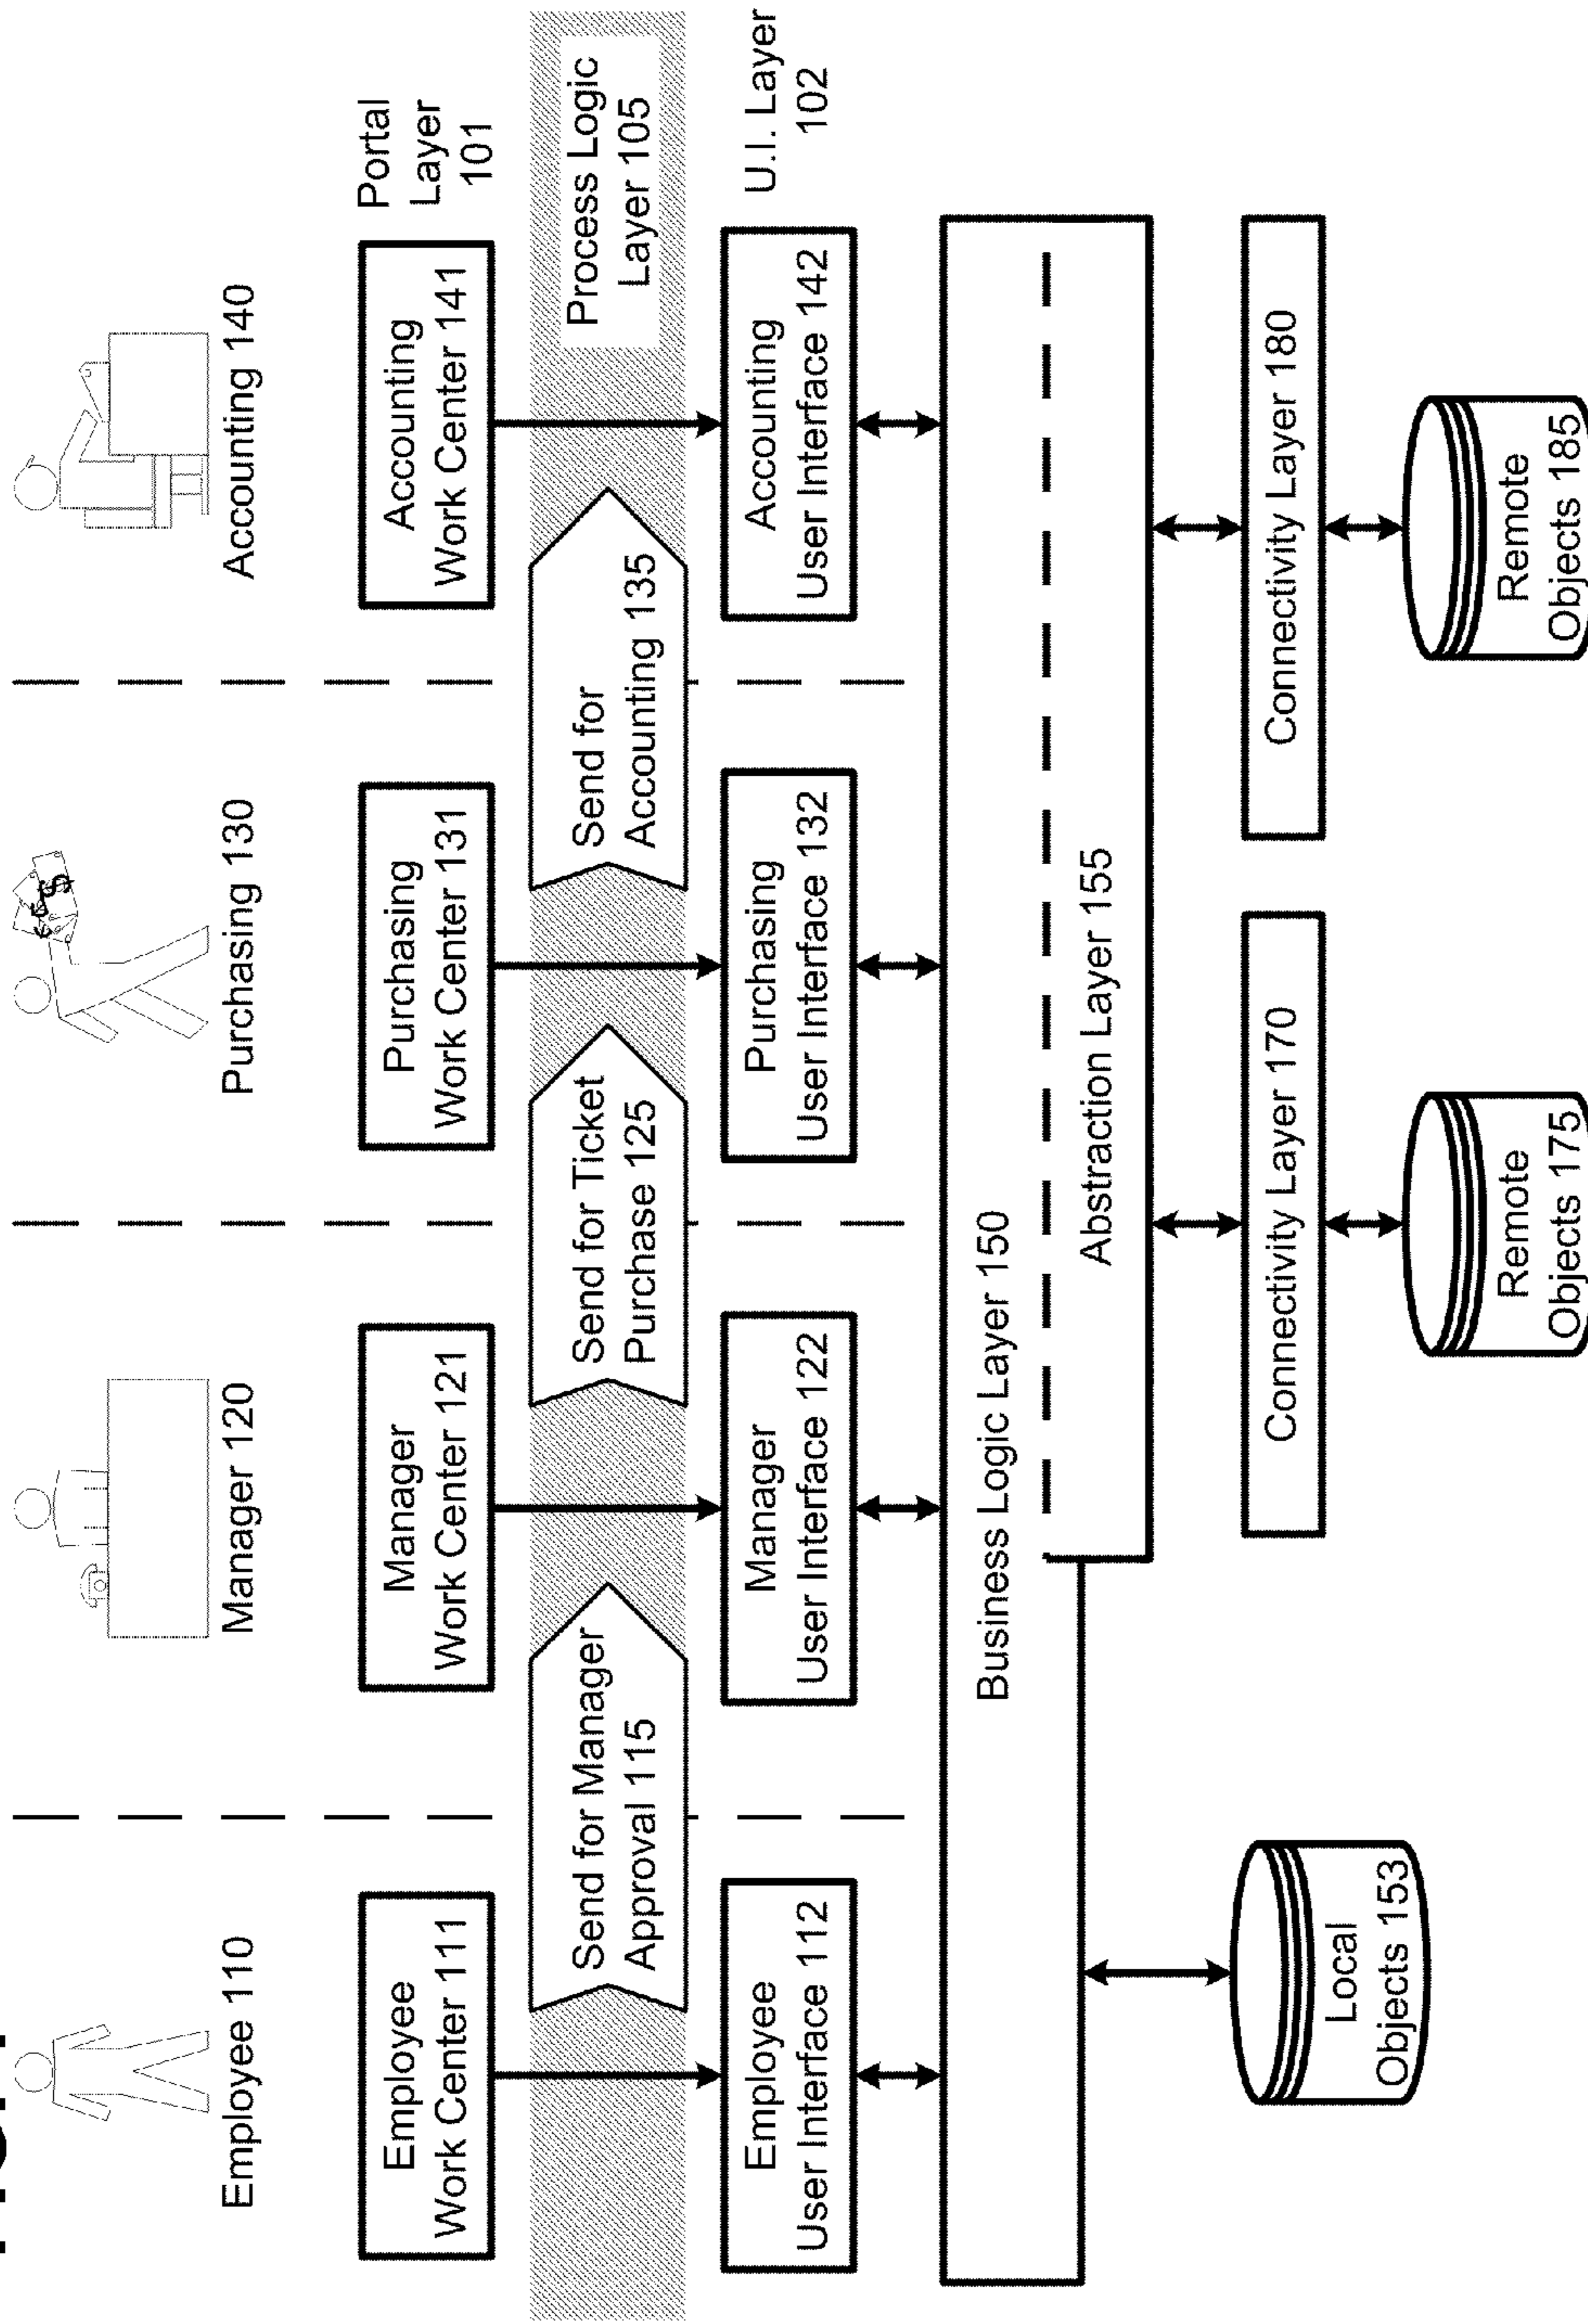 Employee 110
Manager 120
Purchasing 130
Accounting 140
Employee
Work Center 111
Manager
Work Center 121
Purchasing
Work Center 131
Accounting
Work Center 141
Portal
Layer
101
Send for Manager
Approval 115
Send for Ticket
Purchase 125
Send for
Accounting 135
Process Logic
Layer 105
Employee
User Interface 112
Manager
User Interface 122
Purchasing
User Interface 132
Accounting
User Interface 142
U.I. Layer
102
Business Logic Layer 150
Abstraction Layer 155
Connectivity Layer 170
Connectivity Layer 180
Local
Objects 153
Remote
Objects 175
Remote
Objects 185